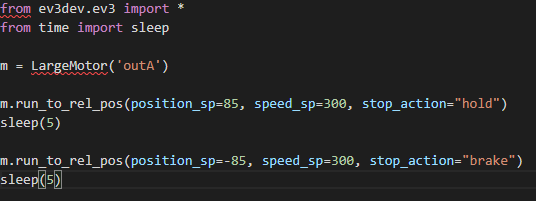 from ev3dev.ev3 import *
from time import sleep
m = LargeMotor('outA')
m.run_to_rel_pos(position_sp=85, speed_sp=300, stop_action="hold")
sleep(5)
m.run_to_rel_pos(position_sp=-85, speed_sp=300, stop_action="brake")
sleep(5)